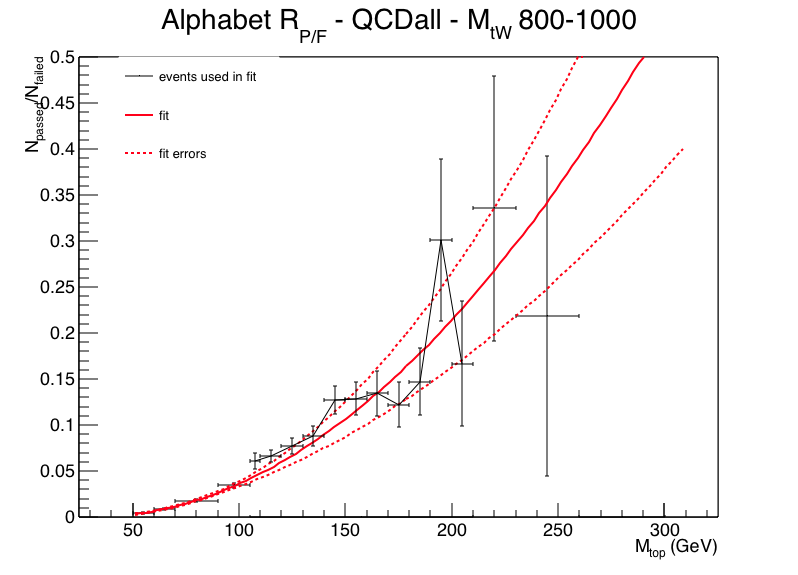 Alphabet R_P/F - QCDall - M_tW 800-1000
N_passed/N_failed
0.5
0.45
0.4
0.35
0.3
0.25
0.2
0.15
0.1
0.05
0
events used in fit
fit
fit errors
50
100
150
200
250
300
M_top (GeV)